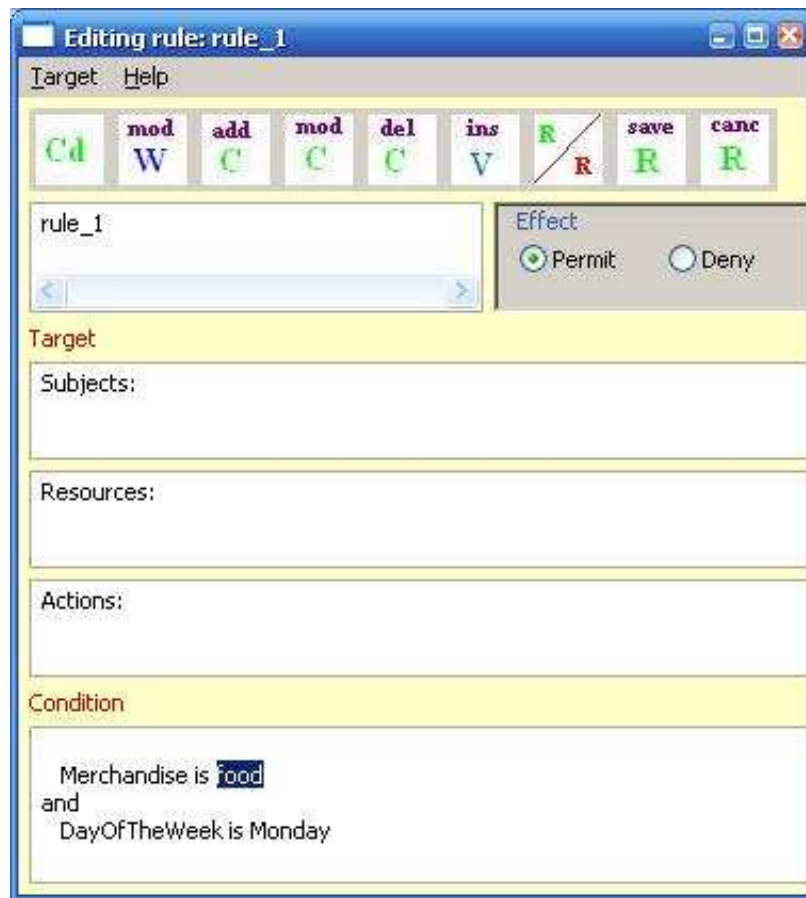 Editing rule: rule_1
Target Help
Cd mod W add C mod C del C ins V R R save R canc R
rule_1
Effect
Permit Deny
Target
Subjects:
Resources:
Actions:
Condition
Merchandise is food
and
DayOfTheWeek is Monday